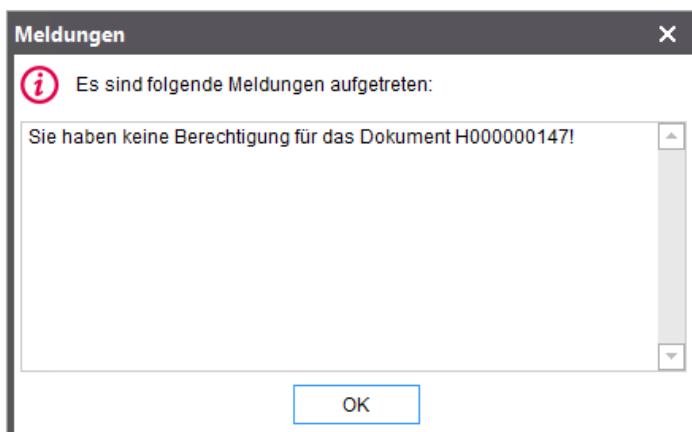 Meldungen
Es sind folgende Meldungen aufgetreten:
Sie haben keine Berechtigung für das Dokument H000000147!
OK